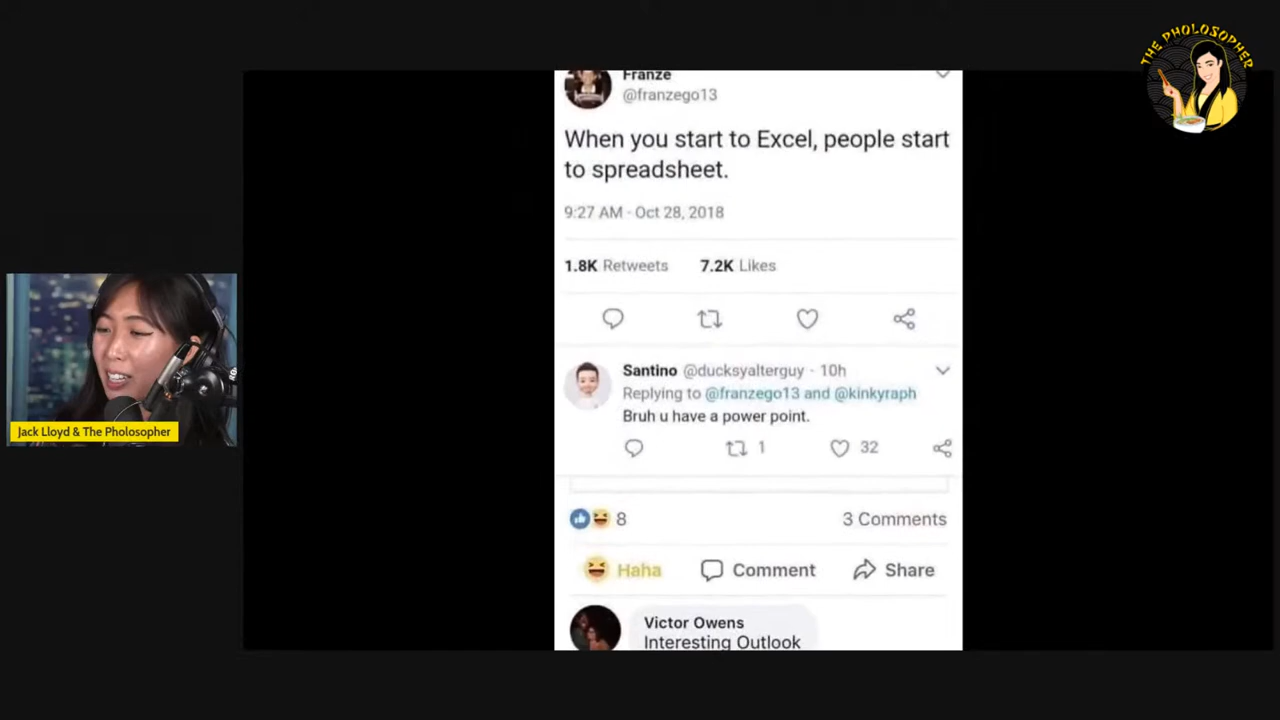 THE PHOLOSOPHER
Franze
@franzego13
When you start to Excel, people start
to spreadsheet.
9:27 AM · Oct 28, 2018
1.8K Retweets 7.2K Likes
Santino @ducksyalterguy · 10h
Replying to @franzego13 and @kinkyraph
Bruh u have a power point.
1 32
8 3 Comments
Haha Comment Share
Victor Owens
Interesting Outlook
Jack Lloyd & The Pholosopher